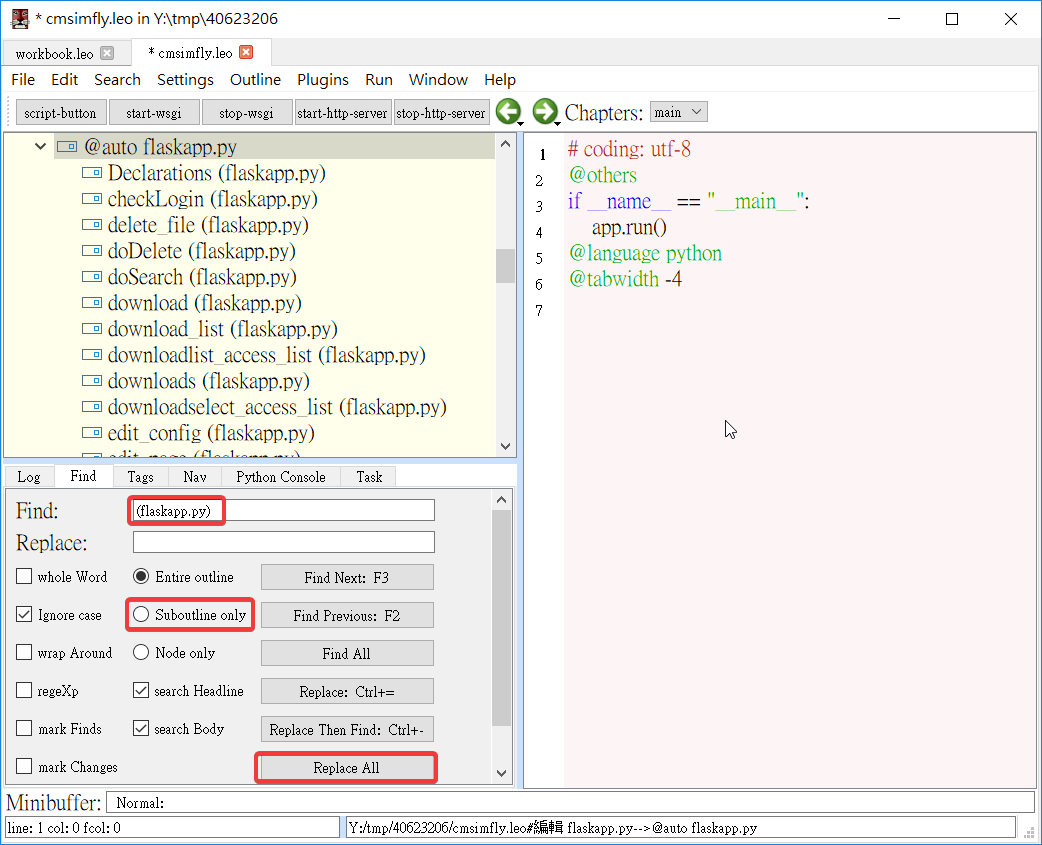 * cmsimfly.leo in Y:\tmp\40623206
workbook.leo
* cmsimfly.leo
File Edit Search Settings Outline Plugins Run Window Help
script-button start-wsgi stop-wsgi start-http-server stop-http-server Chapters: main
@auto flaskapp.py
Declarations (flaskapp.py)
checkLogin (flaskapp.py)
delete_file (flaskapp.py)
doDelete (flaskapp.py)
doSearch (flaskapp.py)
download (flaskapp.py)
download_list (flaskapp.py)
downloadlist_access_list (flaskapp.py)
downloads (flaskapp.py)
downloadselect_access_list (flaskapp.py)
edit_config (flaskapp.py)
1 # coding: utf-8
2 @others
3 if __name__ == "__main__":
4 app.run()
5 @language python
6 @tabwidth -4
7
Log Find Tags Nav Python Console Task
Find: (flaskapp.py)
Replace:
whole Word Entire outline Find Next: F3
Ignore case Suboutline only Find Previous: F2
wrap Around Node only Find All
regeXp search Headline Replace: Ctrl+=
mark Finds search Body Replace Then Find: Ctrl+-
mark Changes Replace All
Minibuffer: Normal:
line: 1 col: 0 fcol: 0 Y:/tmp/40623206/cmsimfly.leo#編輯 flaskapp.py-->@auto flaskapp.py